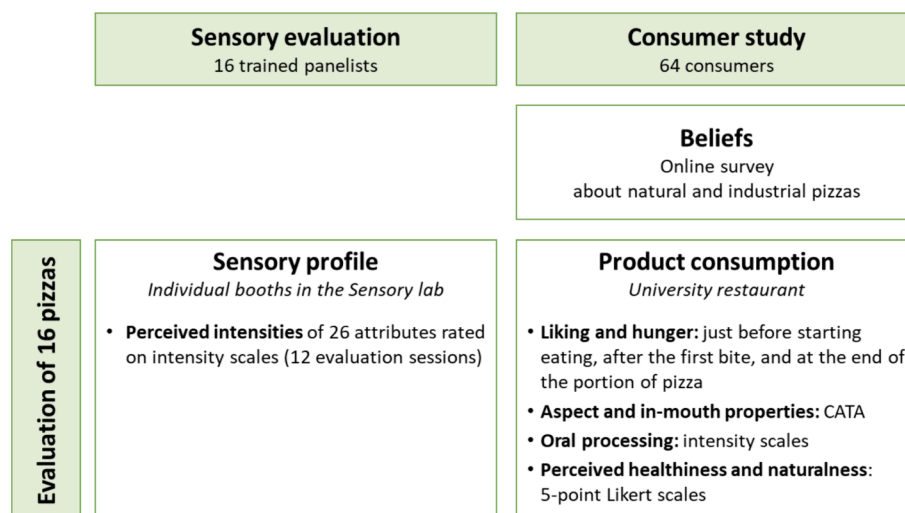 Sensory evaluation
16 trained panelists
Consumer study
64 consumers
Beliefs
Online survey
about natural and industrial pizzas
Evaluation of 16 pizzas
Sensory profile
Individual booths in the Sensory lab
• Perceived intensities of 26 attributes rated
on intensity scales (12 evaluation sessions)
Product consumption
University restaurant
• Liking and hunger: just before starting
eating, after the first bite, and at the end of
the portion of pizza
• Aspect and in-mouth properties: CATA
• Oral processing: intensity scales
• Perceived healthiness and naturalness:
5-point Likert scales